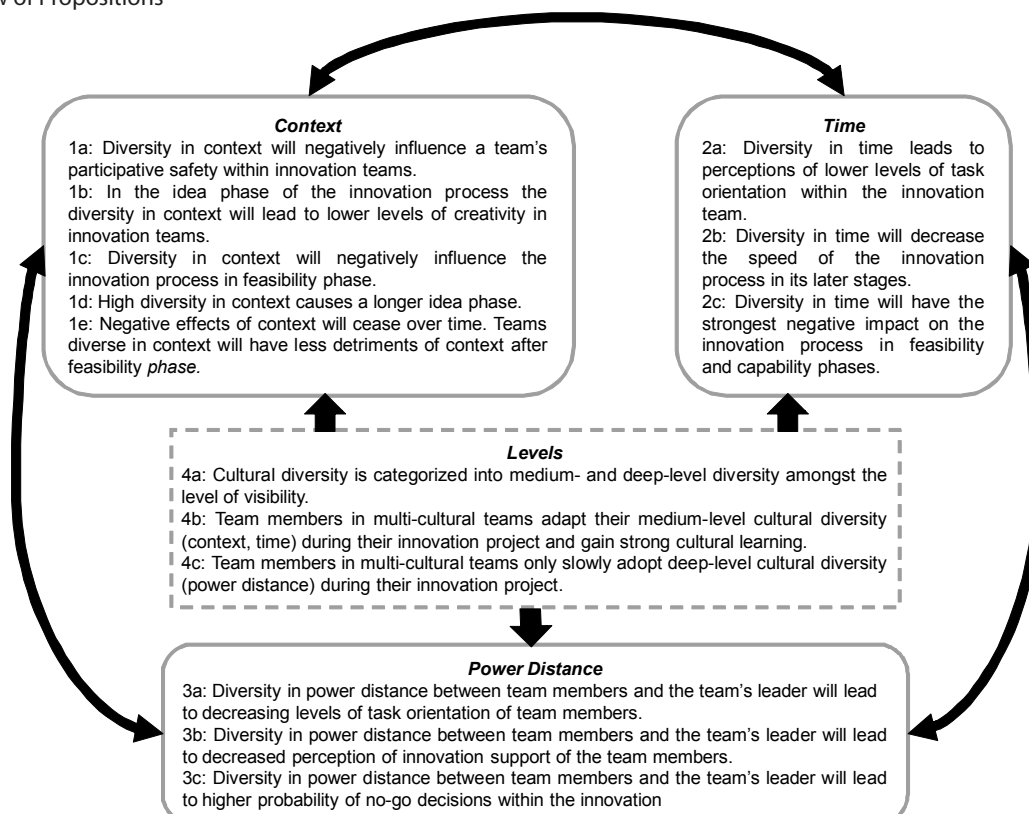 of Propositions
Context
1a: Diversity in context will negatively influence a team's
participative safety within innovation teams.
1b: In the idea phase of the innovation process the
diversity in context will lead to lower levels of creativity in
innovation teams.
1c: Diversity in context will negatively influence the
innovation process in feasibility phase.
1d: High diversity in context causes a longer idea phase.
1e: Negative effects of context will cease over time. Teams
diverse in context will have less detriments of context after
feasibility phase.
Time
2a: Diversity in time leads to
perceptions of lower levels of task
orientation within the innovation
team.
2b: Diversity in time will decrease
the speed of the innovation
process in its later stages.
2c: Diversity in time will have the
strongest negative impact on the
innovation process in feasibility
and capability phases.
Levels
4a: Cultural diversity is categorized into medium- and deep-level diversity amongst the
level of visibility.
4b: Team members in multi-cultural teams adapt their medium-level cultural diversity
(context, time) during their innovation project and gain strong cultural learning.
4c: Team members in multi-cultural teams only slowly adopt deep-level cultural diversity
(power distance) during their innovation project.
Power Distance
3a: Diversity in power distance between team members and the team's leader will lead
to decreasing levels of task orientation of team members.
3b: Diversity in power distance between team members and the team's leader will lead
to decreased perception of innovation support of the team members.
3c: Diversity in power distance between team members and the team's leader will lead
to higher probability of no-go decisions within the innovation